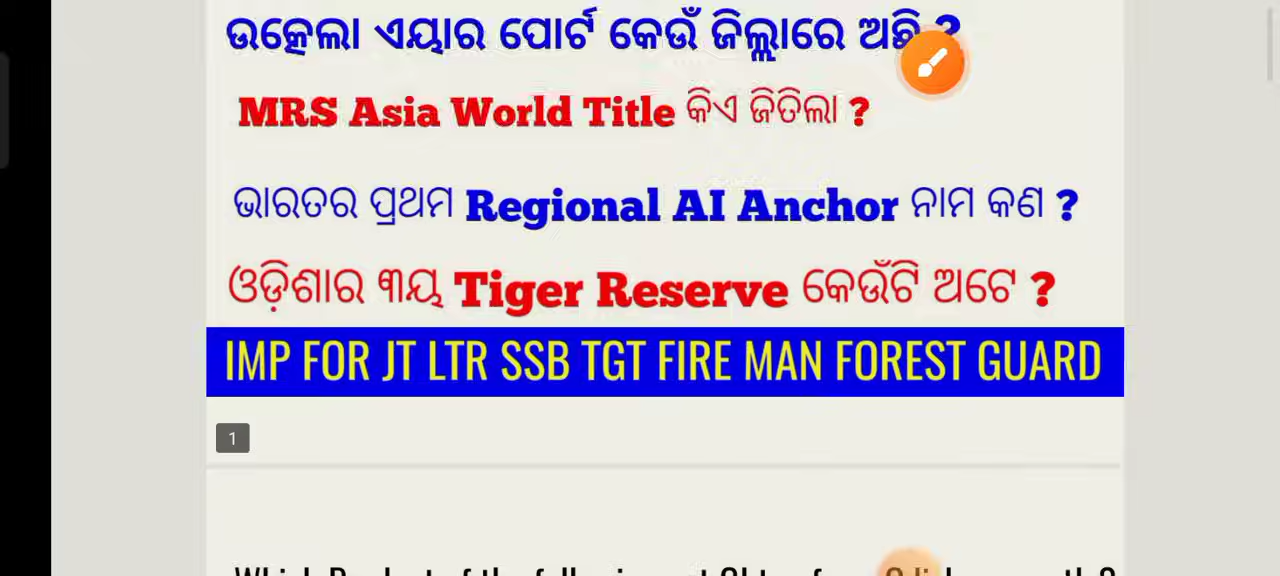 ଉତ୍କେଲା ଏୟାର ପୋର୍ଟ କେଉଁ ଜିଲ୍ଲାରେ ଅଛି ?
MRS Asia World Title କିଏ ଜିତିଲା ?
ଭାରତର ପ୍ରଥମ Regional AI Anchor ନାମ କଣ ?
ଓଡ଼ିଶାର ୩ୟ Tiger Reserve କେଉଁଟି ଅଟେ ?
IMP FOR JT LTR SSB TGT FIRE MAN FOREST GUARD
1